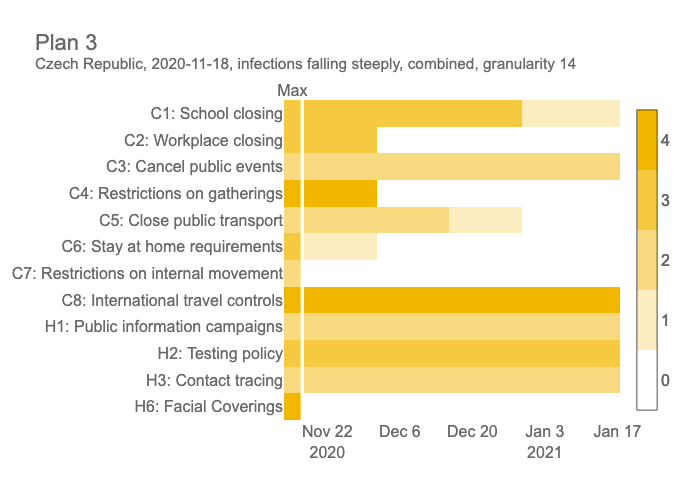 Plan 3
Czech Republic, 2020-11-18, infections falling steeply, combined, granularity 14
Max
C1: School closing
C2: Workplace closing
C3: Cancel public events
C4: Restrictions on gatherings
C5: Close public transport
C6: Stay at home requirements
C7: Restrictions on internal movement
C8: International travel controls
H1: Public information campaigns
H2: Testing policy
H3: Contact tracing
H6: Facial Coverings
4
3
2
1
0
Nov 22 Dec 6 Dec 20 Jan 3 Jan 17
2020 2021